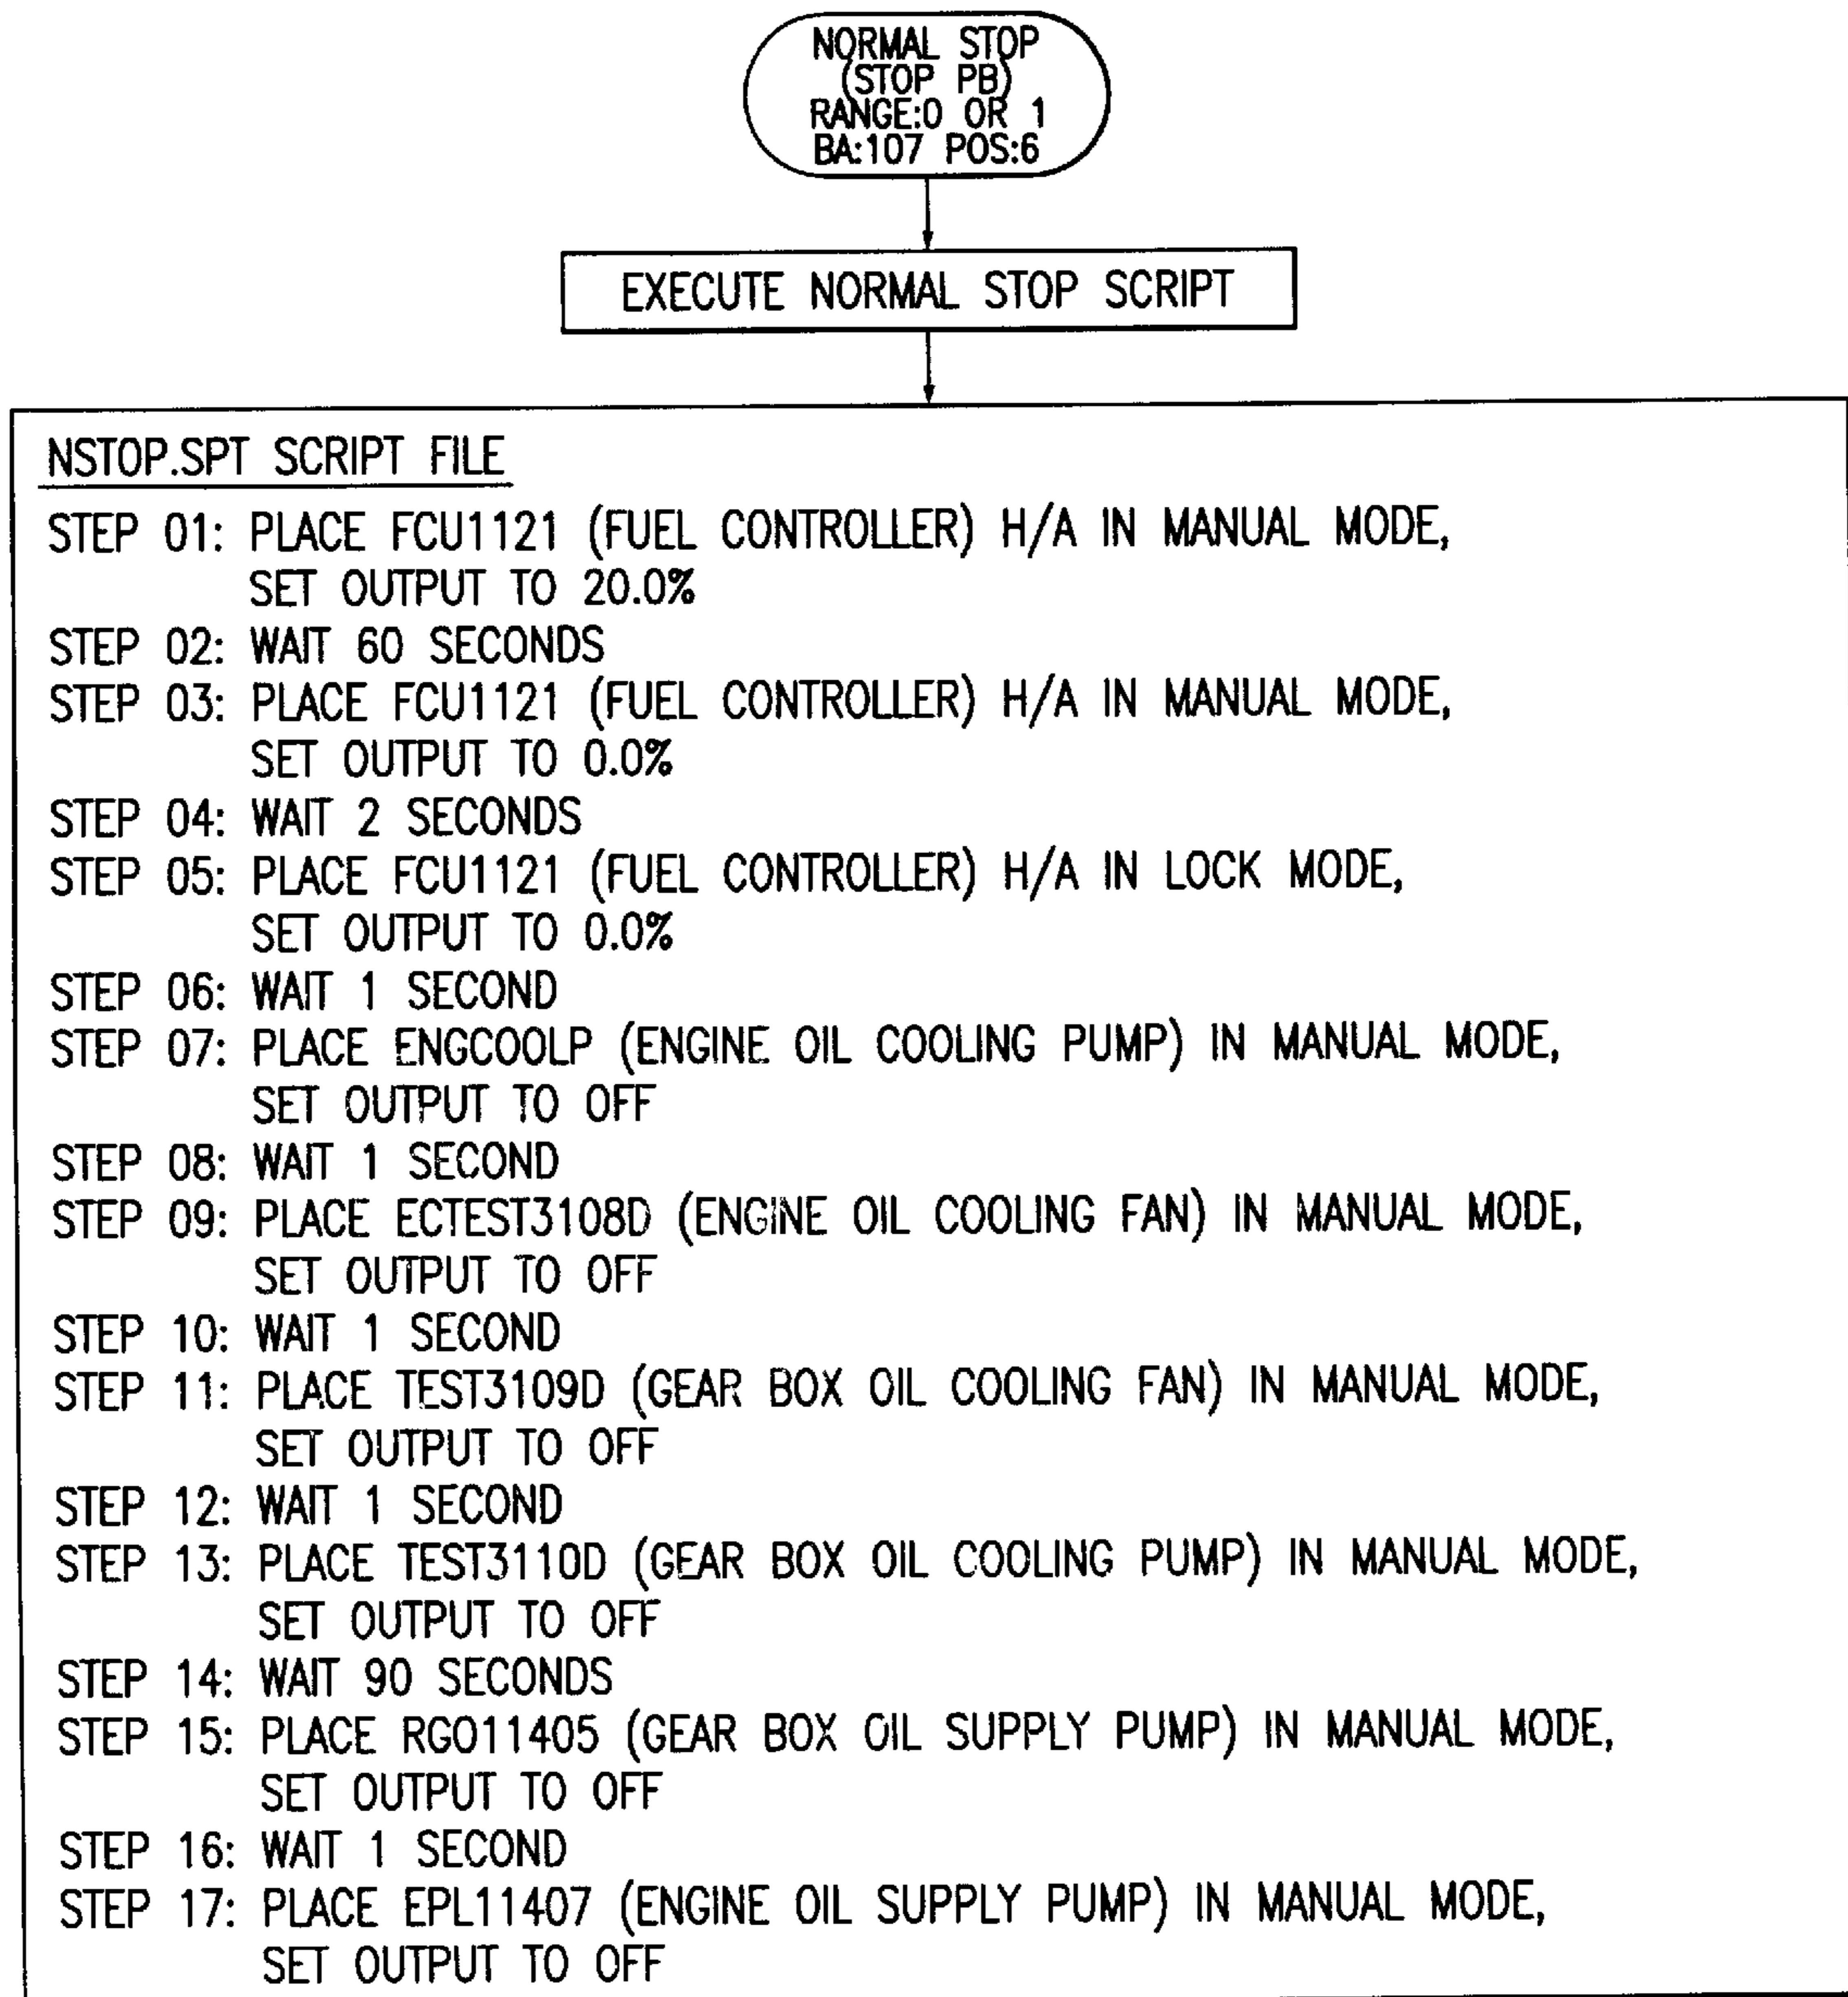 NORMAL STOP
(STOP PB)
RANGE:0 OR 1
BA:107 POS:6
EXECUTE NORMAL STOP SCRIPT
NSTOP.SPT SCRIPT FILE
STEP 01: PLACE FCU1121 (FUEL CONTROLLER) H/A IN MANUAL MODE,
SET OUTPUT TO 20.0%
STEP 02: WAIT 60 SECONDS
STEP 03: PLACE FCU1121 (FUEL CONTROLLER) H/A IN MANUAL MODE,
SET OUTPUT TO 0.0%
STEP 04: WAIT 2 SECONDS
STEP 05: PLACE FCU1121 (FUEL CONTROLLER) H/A IN LOCK MODE,
SET OUTPUT TO 0.0%
STEP 06: WAIT 1 SECOND
STEP 07: PLACE ENGCOOLP (ENGINE OIL COOLING PUMP) IN MANUAL MODE,
SET OUTPUT TO OFF
STEP 08: WAIT 1 SECOND
STEP 09: PLACE ECTEST3108D (ENGINE OIL COOLING FAN) IN MANUAL MODE,
SET OUTPUT TO OFF
STEP 10: WAIT 1 SECOND
STEP 11: PLACE TEST3109D (GEAR BOX OIL COOLING FAN) IN MANUAL MODE,
SET OUTPUT TO OFF
STEP 12: WAIT 1 SECOND
STEP 13: PLACE TEST3110D (GEAR BOX OIL COOLING PUMP) IN MANUAL MODE,
SET OUTPUT TO OFF
STEP 14: WAIT 90 SECONDS
STEP 15: PLACE RGO11405 (GEAR BOX OIL SUPPLY PUMP) IN MANUAL MODE,
SET OUTPUT TO OFF
STEP 16: WAIT 1 SECOND
STEP 17: PLACE EPL11407 (ENGINE OIL SUPPLY PUMP) IN MANUAL MODE,
SET OUTPUT TO OFF